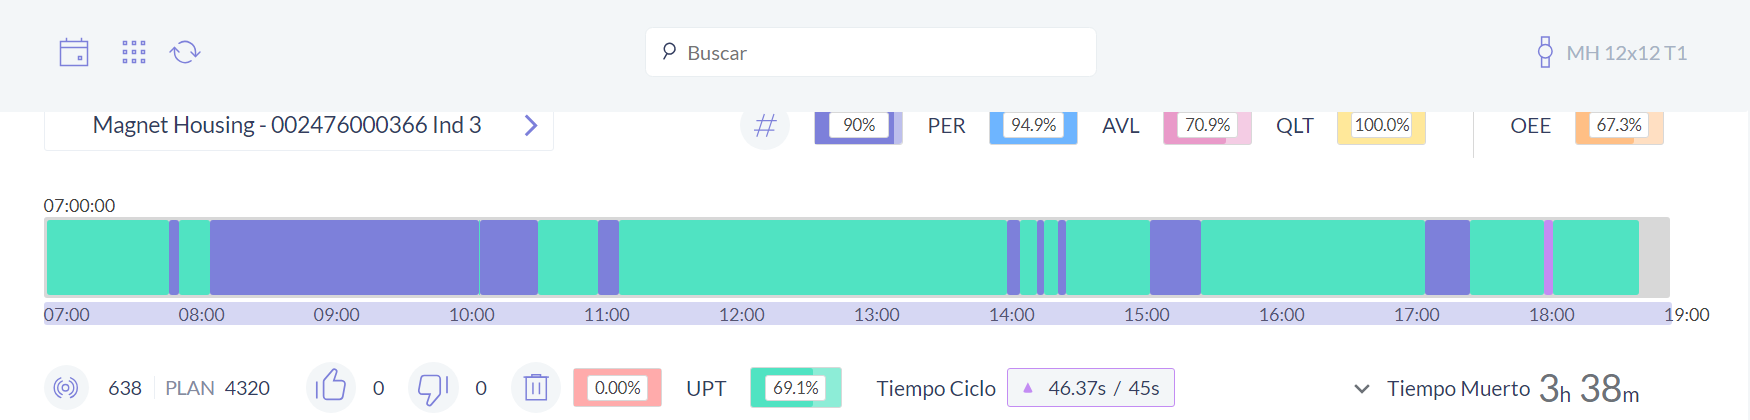 Buscar
MH 12x12 T1
Magnet Housing - 002476000366 Ind 3
# 90% PER 94.9% AVL 70.9% QLT 100.0% OEE 67.3%
07:00:00
07:00 08:00 09:00 10:00 11:00 12:00 13:00 14:00 15:00 16:00 17:00 18:00 19:00
638 PLAN 4320 0 0 0.00% UPT 69.1% Tiempo Ciclo 46.37s / 45s Tiempo Muerto 3h 38m